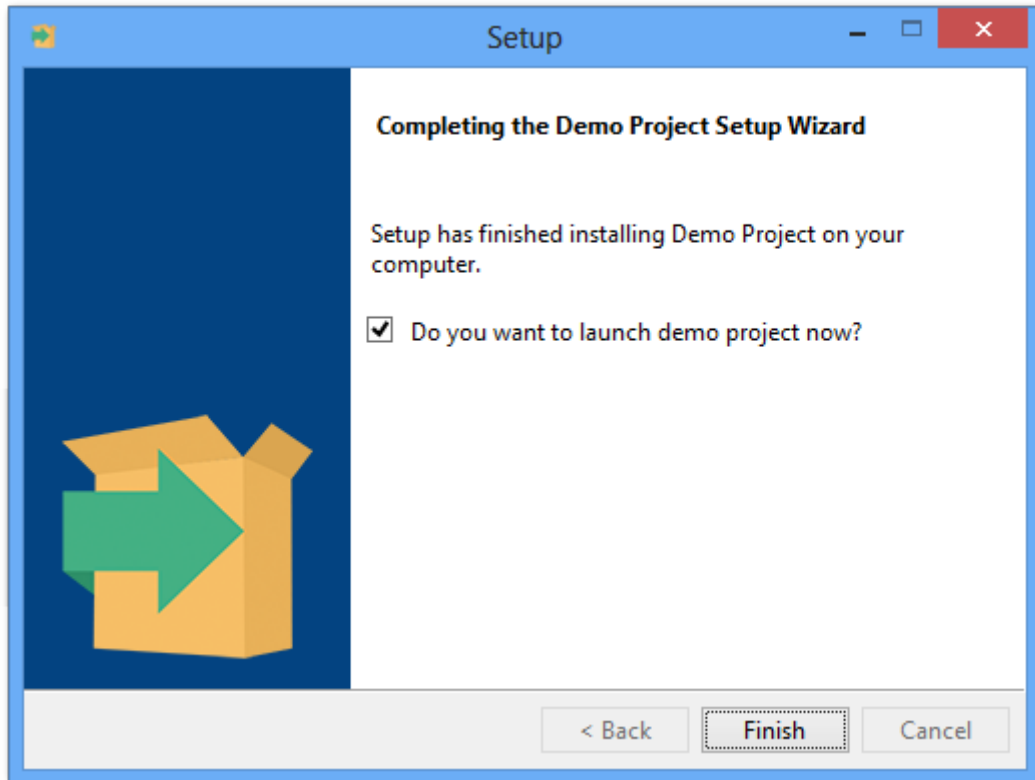 Setup
Completing the Demo Project Setup Wizard
Setup has finished installing Demo Project on your
computer.
Do you want to launch demo project now?
< Back
Finish
Cancel